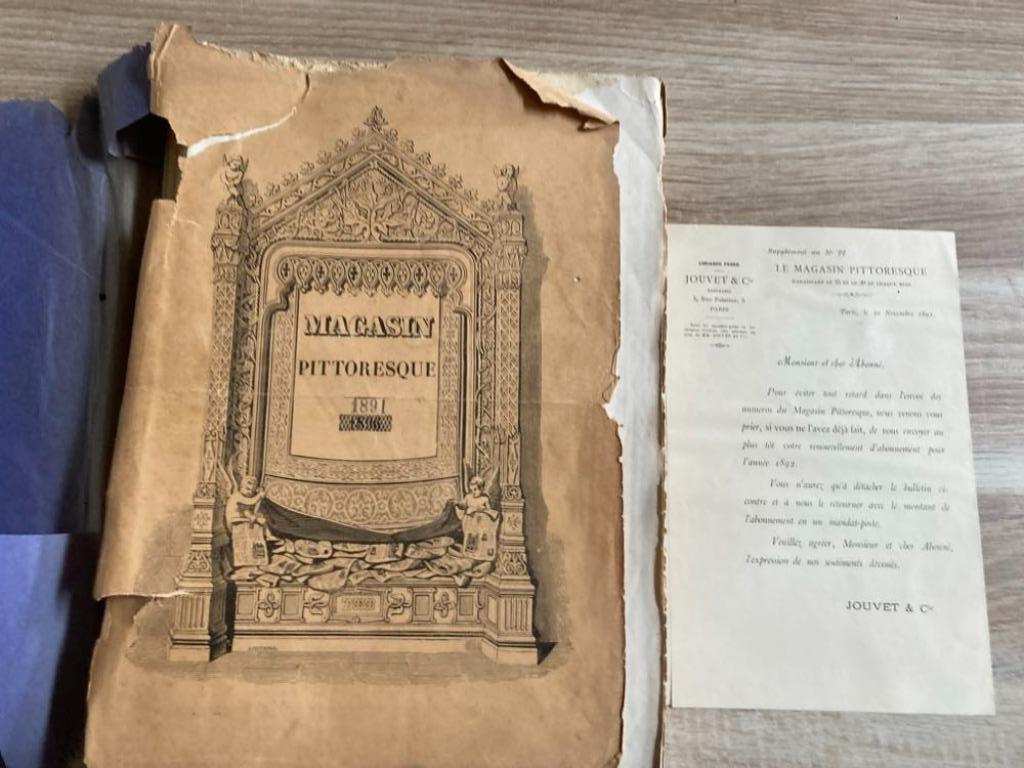 MAGASIN
PITTORESQUE
1891
LIBRAIRIE FURNE
JOUVET & Cie
5, Rue Palatine, 5
PARIS
Supplément au No 22
LE MAGASIN PITTORESQUE
PARAISSANT LE 15 ET LE 30 DE CHAQUE MOIS
Paris, le 30 Novembre 1891.
Monsieur et cher Abonné,
Pour éviter tout retard dans l'envoi des
numéros du Magasin Pittoresque, nous venons vous
prier, si vous ne l'avez déjà fait, de nous envoyer au
plus tôt votre renouvellement d'abonnement pour
l'année 1892.
Vous n'aurez qu'à détacher le bulletin ci-
contre et à nous le retourner avec le montant de
l'abonnement en un mandat-poste.
Veuillez agréer, Monsieur et cher Abonné,
l'expression de nos sentiments dévoués.
JOUVET & Cie